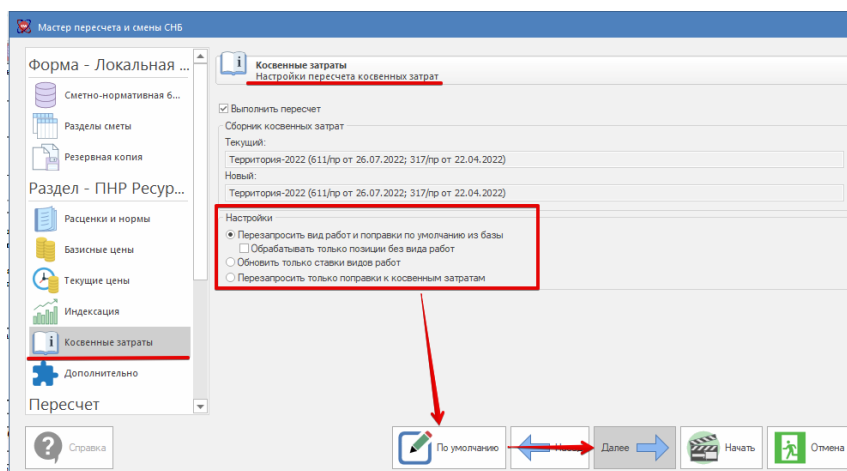 Мастер пересчета и смены СНБ
Форма - Локальная ...
Сметно-нормативная б...
Разделы сметы
Резервная копия
Раздел - ПНР Ресур...
Расценки и нормы
Базисные цены
Текущие цены
Индексация
Косвенные затраты
Дополнительно
Пересчет
Косвенные затраты
Настройки пересчета косвенных затрат
Выполнить пересчет
Сборник косвенных затрат
Текущий:
Территория-2022 (611/пр от 26.07.2022; 317/пр от 22.04.2022)
Новый:
Территория-2022 (611/пр от 26.07.2022; 317/пр от 22.04.2022)
Настройки
Перезапросить вид работ и поправки по умолчанию из базы
Обрабатывать только позиции без вида работ
Обновить только ставки видов работ
Перезапросить только поправки к косвенным затратам
Справка
По умолчанию
Далее
Начать
Отмена